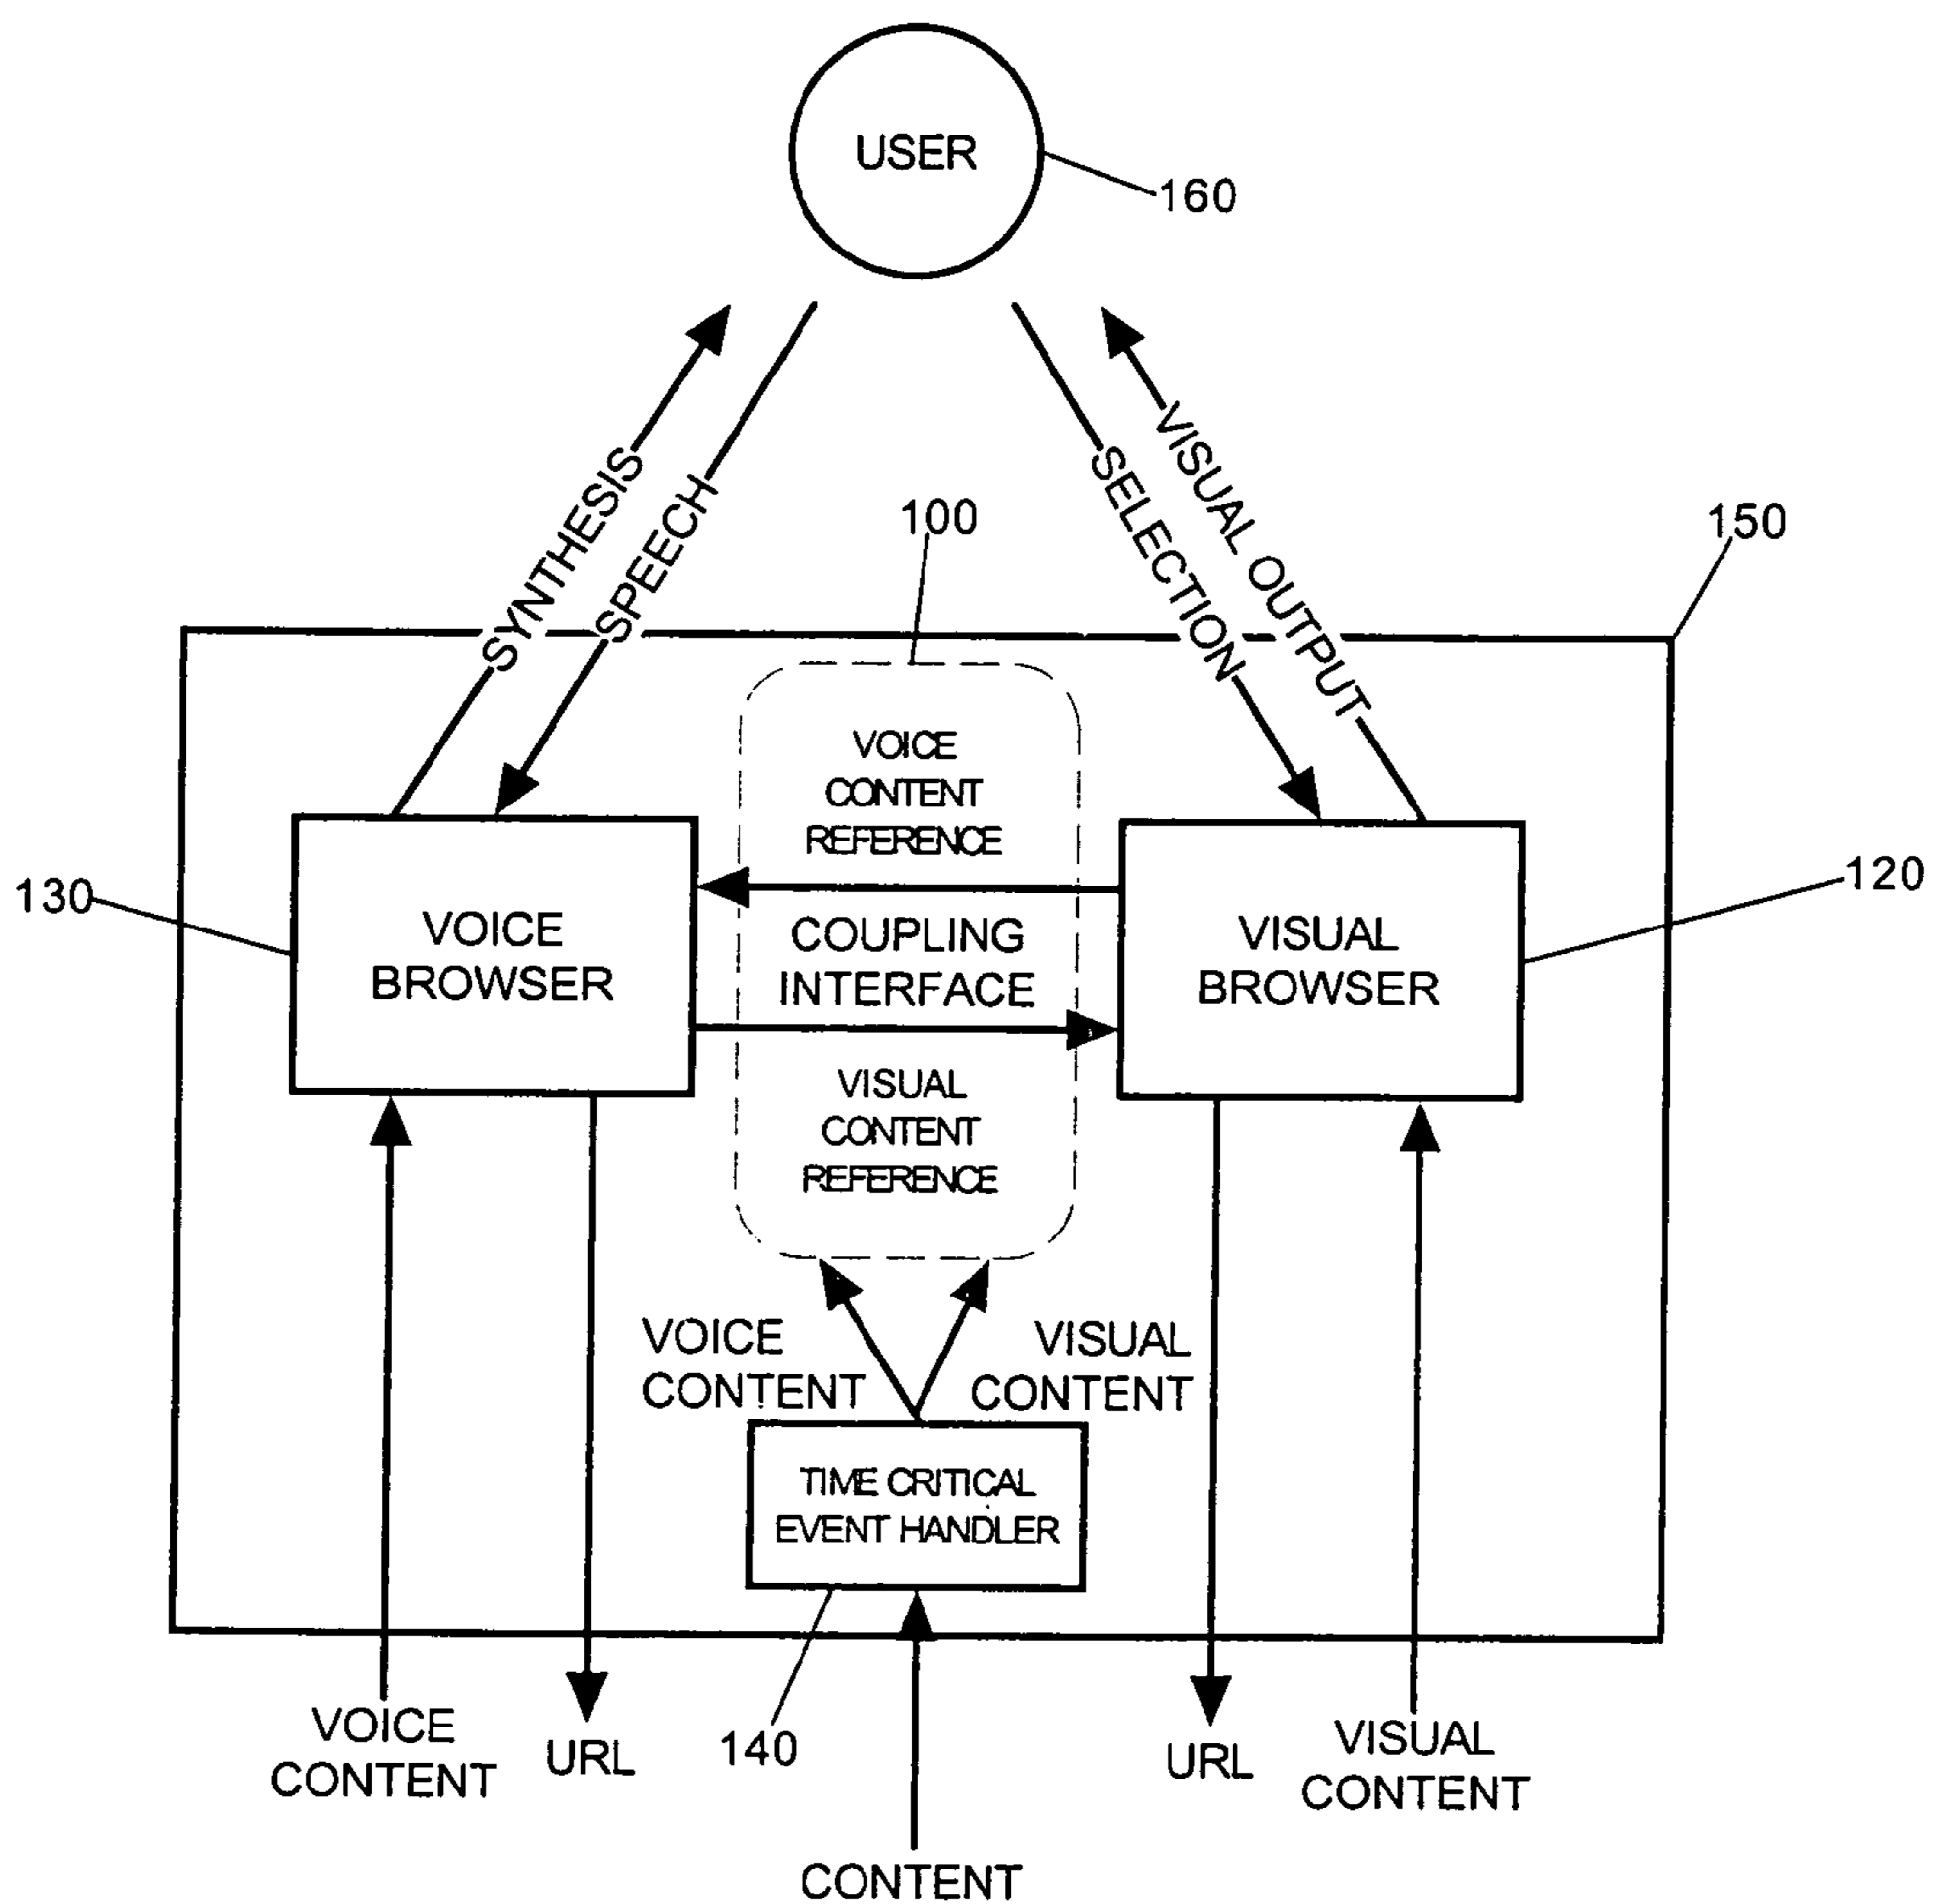 USER
160
SYNTHESIS
SPEECH
SELECTION
VISUAL OUTPUT
100
150
VOICE
CONTENT
REFERENCE
130
VOICE
BROWSER
COUPLING
INTERFACE
VISUAL
BROWSER
120
VISUAL
CONTENT
REFERENCE
VOICE
CONTENT
VISUAL
CONTENT
TIME CRITICAL
EVENT HANDLER
VOICE
CONTENT
URL
140
URL
VISUAL
CONTENT
CONTENT